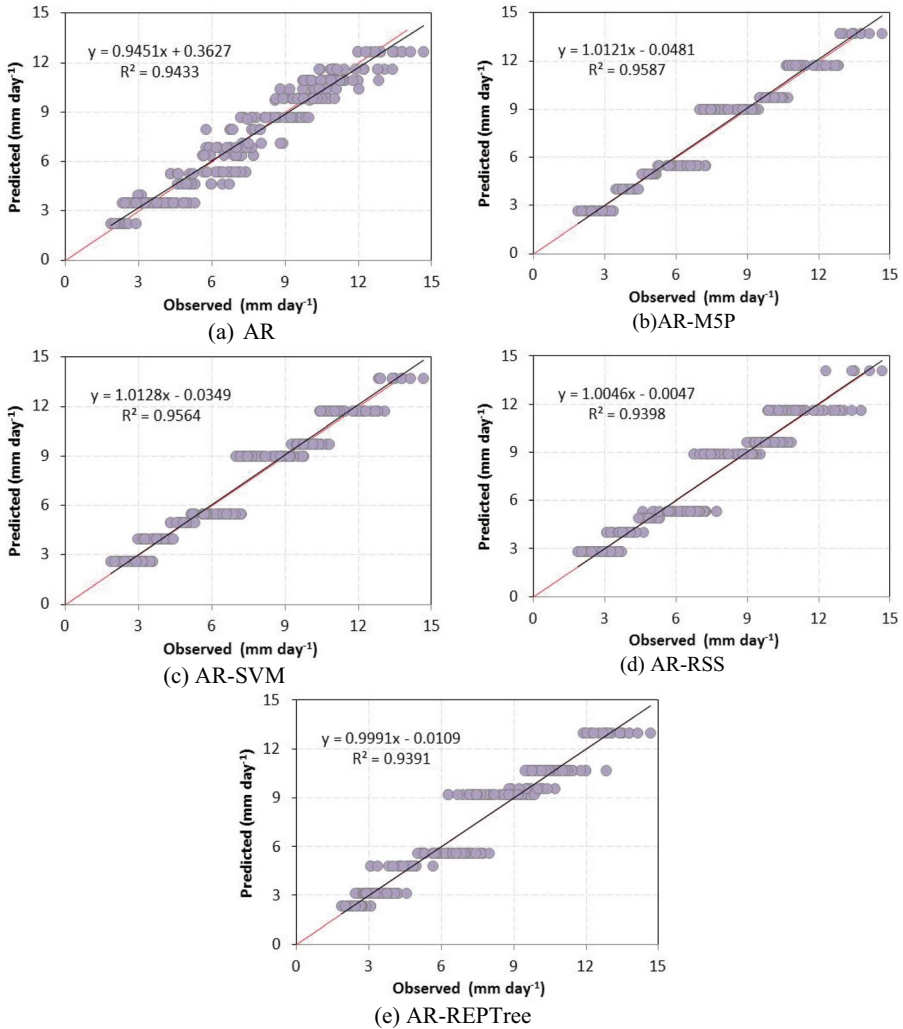 y = 0.9451x + 0.3627
R² = 0.9433
Predicted (mm day⁻¹)
15
12
9
6
3
0
0 3 6 9 12 15
Observed (mm day⁻¹)
(a) AR
y = 1.0121x - 0.0481
R² = 0.9587
Predicted (mm day⁻¹)
15
12
9
6
3
0
0 3 6 9 12 15
Observed (mm day⁻¹)
(b)AR-M5P
y = 1.0128x - 0.0349
R² = 0.9564
Predicted (mm day⁻¹)
15
12
9
6
3
0
0 3 6 9 12 15
Observed (mm day⁻¹)
(c) AR-SVM
y = 1.0046x - 0.0047
R² = 0.9398
Predicted (mm day⁻¹)
15
12
9
6
3
0
0 3 6 9 12 15
Observed (mm day⁻¹)
(d) AR-RSS
y = 0.9991x - 0.0109
R² = 0.9391
Predicted (mm day⁻¹)
15
12
9
6
3
0
0 3 6 9 12 15
Observed (mm day⁻¹)
(e) AR-REPTree